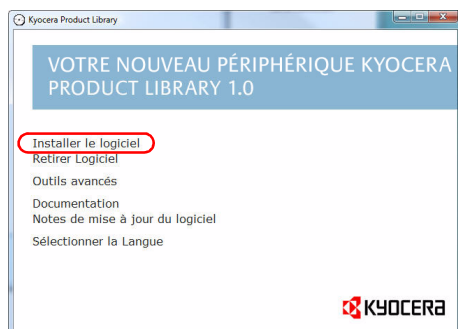 Kyocera Product Library
VOTRE NOUVEAU PÉRIPHÉRIQUE KYOCERA
PRODUCT LIBRARY 1.0
Installer le logiciel
Retirer Logiciel
Outils avancés
Documentation
Notes de mise à jour du logiciel
Sélectionner la Langue
KYOCERA